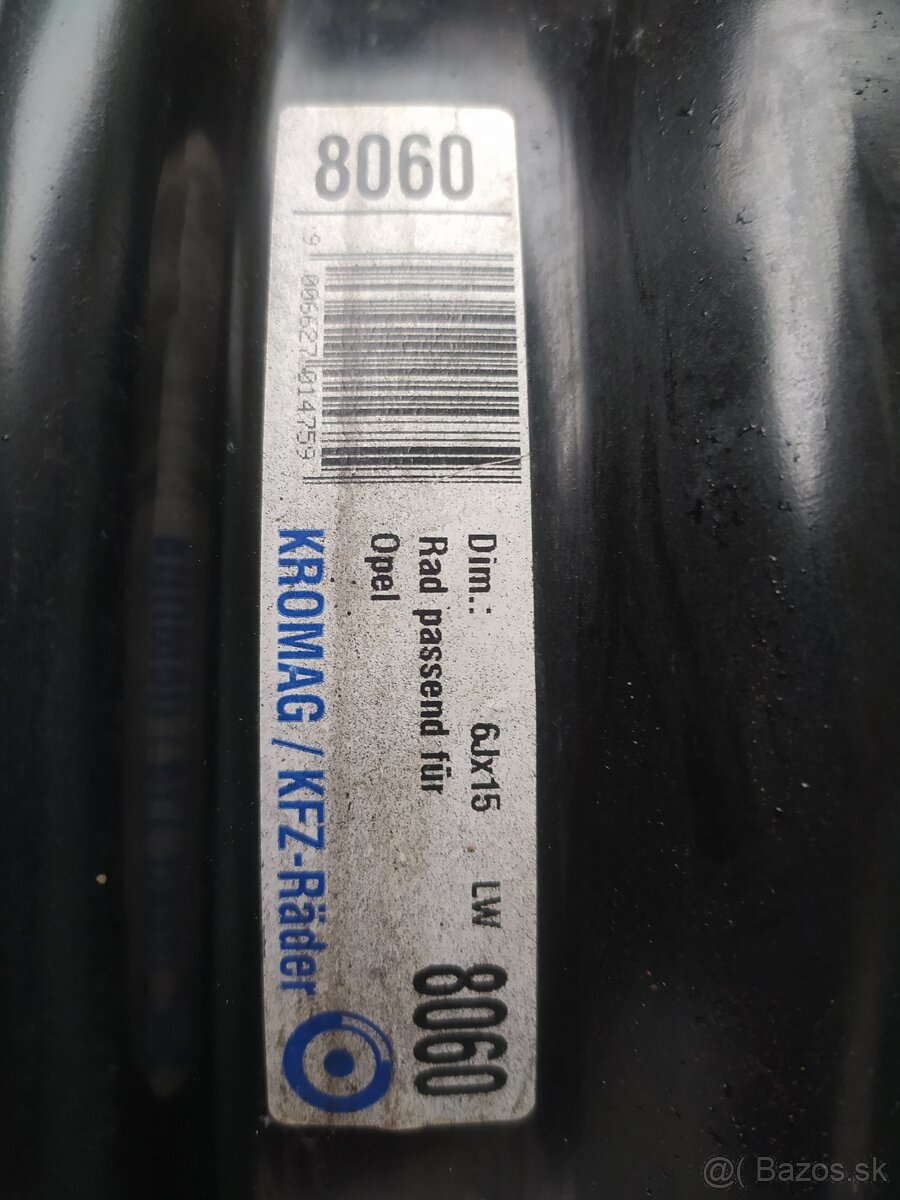 8060
9 006627 014759
Dim.: 6Jx15 LW 8060
Rad passend für
Opel
KROMAG / KFZ-Räder
@( Bazos.sk